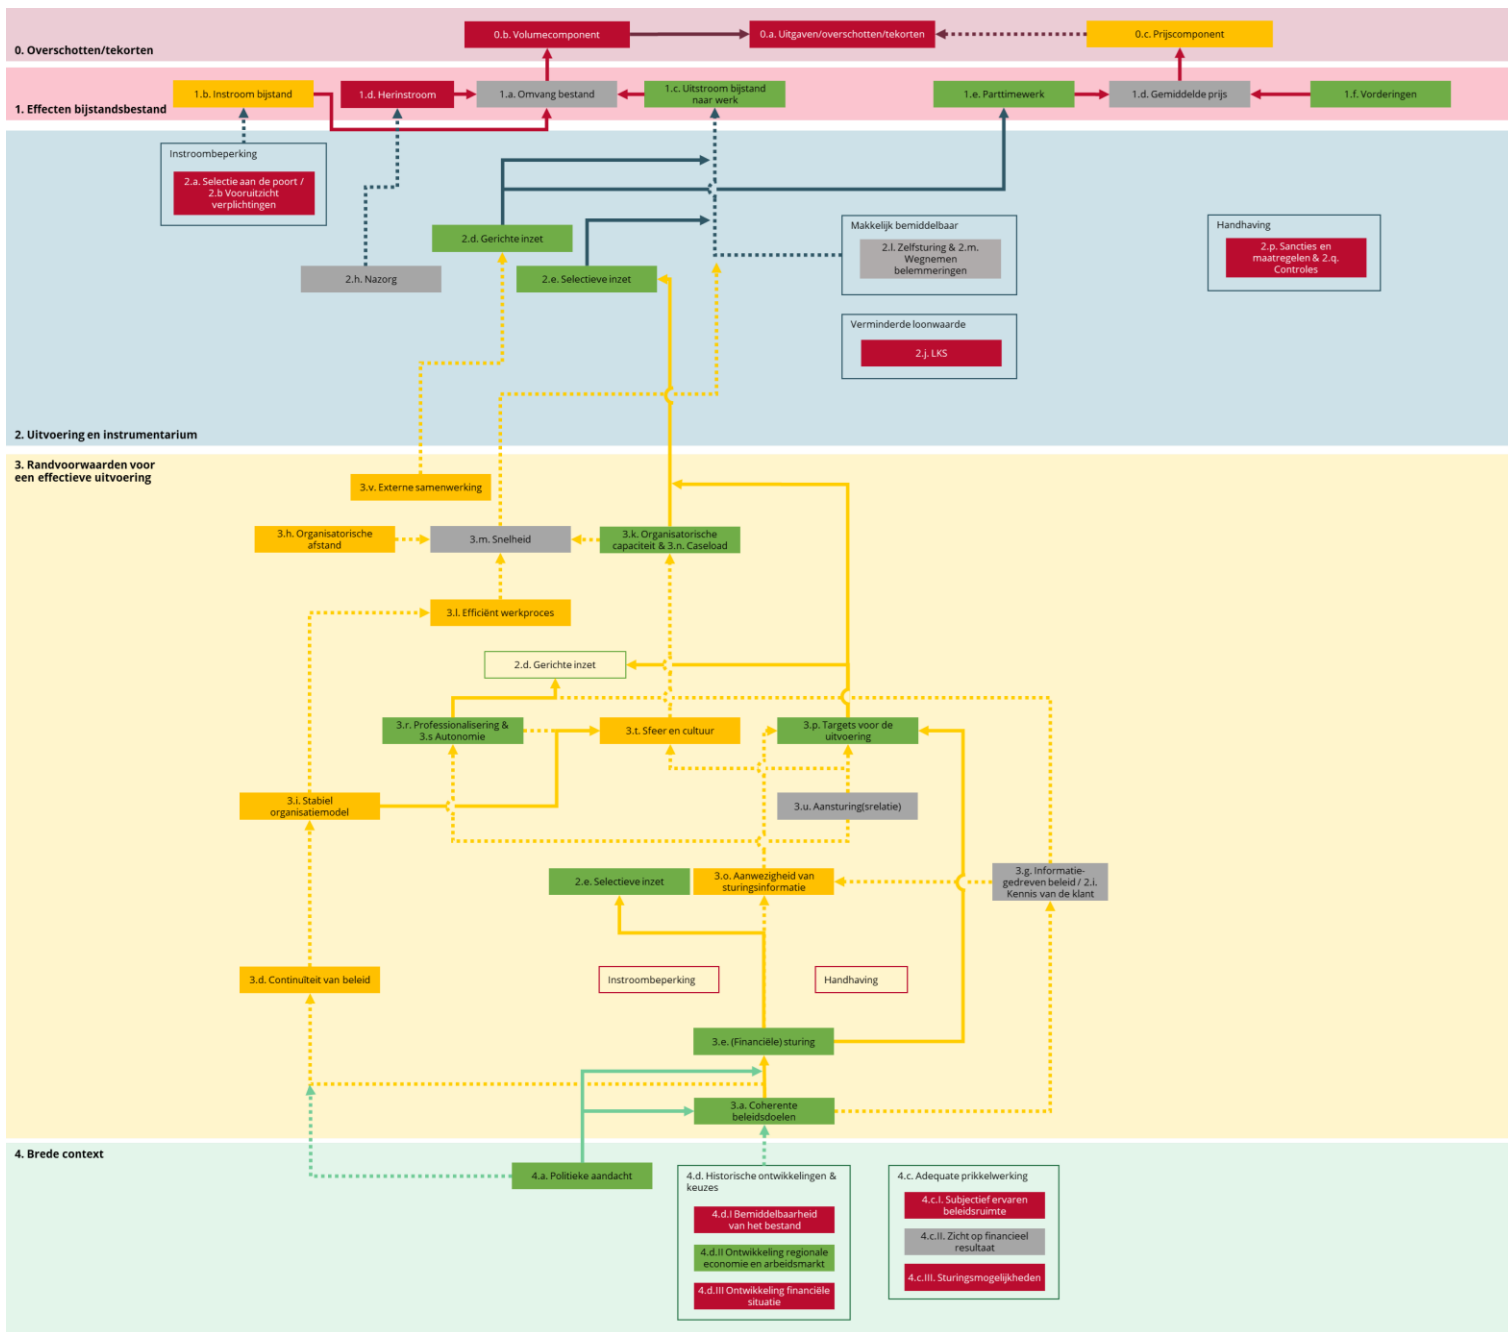 0. Overschotten/tekorten
0.b. Volumecomponent
0.a. Uitgaven/overschotten/tekorten
0.c. Prijscomponent
1. Effecten bijstandsbestand
1.b. Instroom bijstand
1.d. Herinstroom
1.a. Omvang bestand
1.c. Uitstroom bijstand
naar werk
1.e. Parttimewerk
1.d. Gemiddelde prijs
1.f. Vorderingen
Instroombeperking
2.a. Selectie aan de poort /
2.b Vooruitzicht
verplichtingen
2.d. Gerichte inzet
2.h. Nazorg
2.e. Selectieve inzet
Makkelijk bemiddelbaar
2.l. Zelfsturing & 2.m.
Wegnemen
belemmeringen
Handhaving
2.p. Sancties en
maatregelen & 2.q.
Controles
Verminderde loonwaarde
2.j. LKS
2. Uitvoering en instrumentarium
3. Randvoorwaarden voor
een effectieve uitvoering
3.v. Externe samenwerking
3.h. Organisatorische
afstand
3.m. Snelheid
3.k. Organisatorische
capaciteit & 3.n. Caseload
3.l. Efficiënt werkproces
2.d. Gerichte inzet
3.r. Professionalisering &
3.s Autonomie
3.t. Sfeer en cultuur
3.p. Targets voor de
uitvoering
3.i. Stabiel
organisatiemodel
3.u. Aansturing(srelatie)
2.e. Selectieve inzet
3.o. Aanwezigheid van
sturingsinformatie
3.g. Informatie-
gedreven beleid / 2.i.
Kennis van de klant
3.d. Continuïteit van beleid
Instroombeperking
Handhaving
3.e. (Financiële) sturing
3.a. Coherente
beleidsdoelen
4. Brede context
4.a. Politieke aandacht
4.d. Historische ontwikkelingen &
keuzes
4.d.I Bemiddelbaarheid
van het bestand
4.d.II Ontwikkeling regionale
economie en arbeidsmarkt
4.d.III Ontwikkeling financiële
situatie
4.c. Adequate prikkelwerking
4.c.I. Subjectief ervaren
beleidsruimte
4.c.II. Zicht op financieel
resultaat
4.c.III. Sturingsmogelijkheden